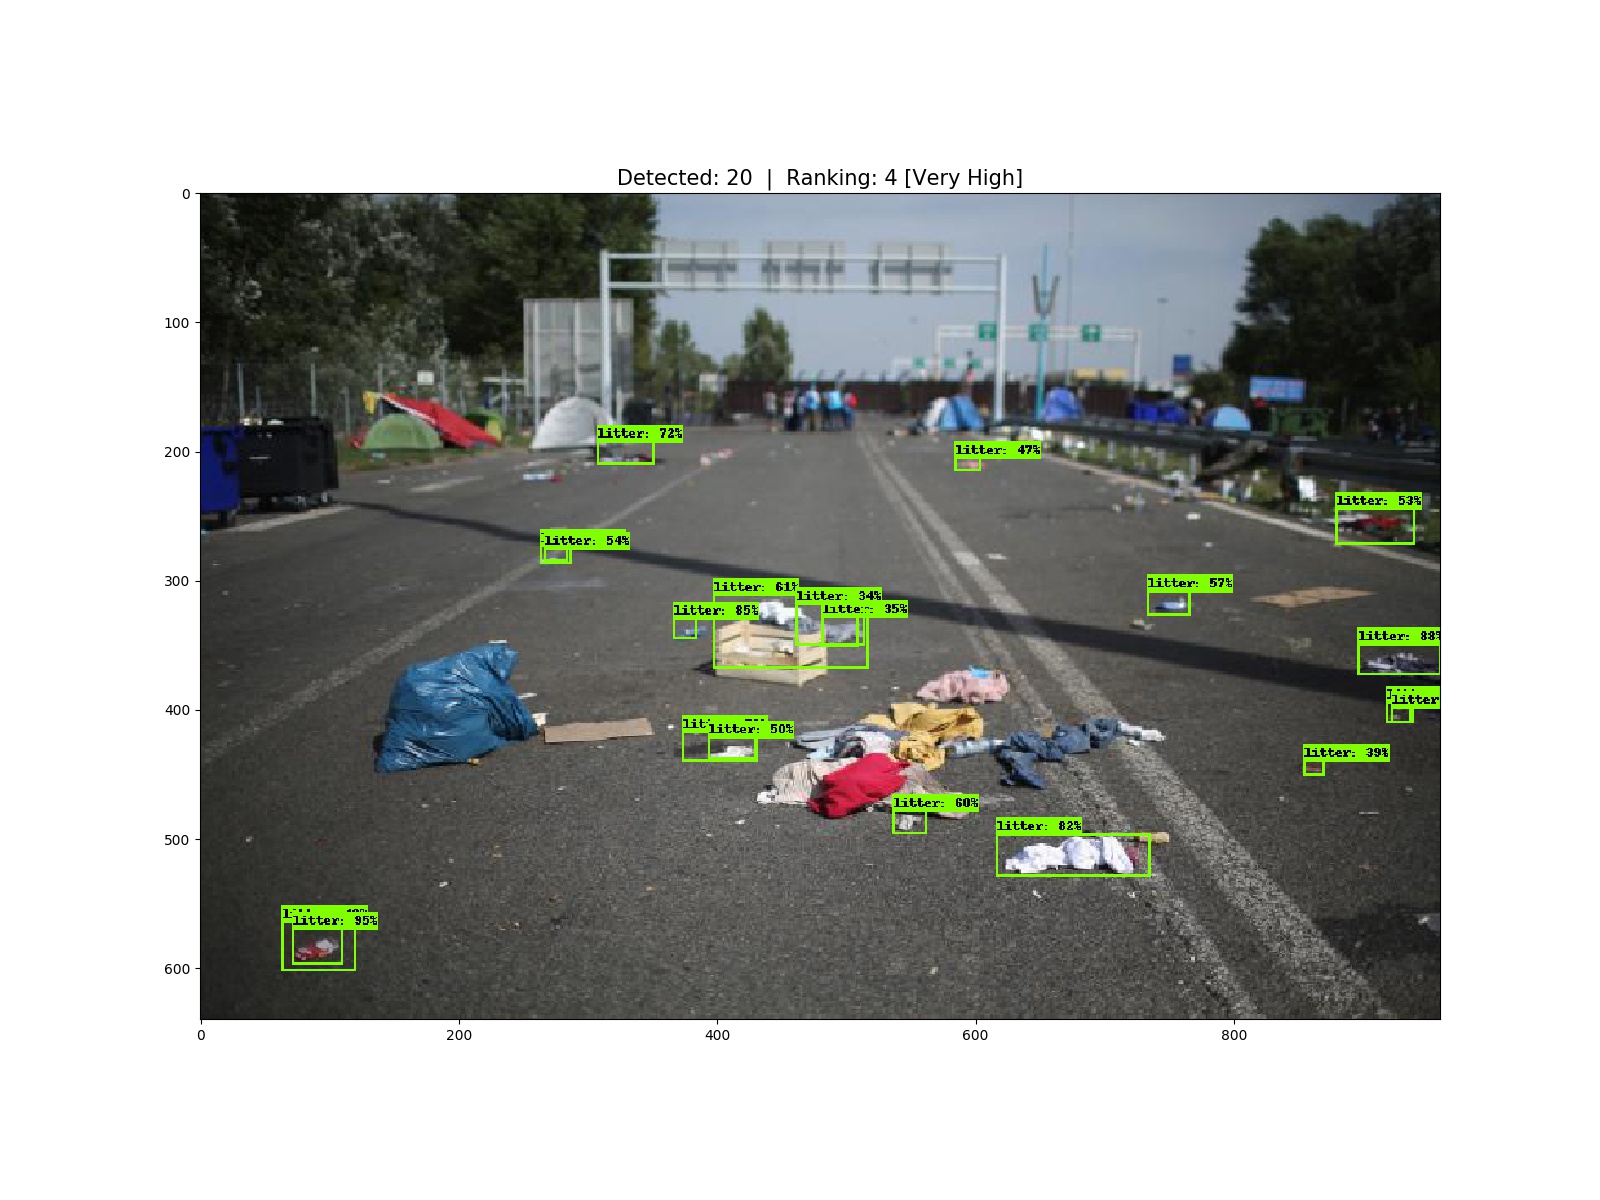 Detected: 20 | Ranking: 4 [Very High]
0
100
200
300
400
500
600
litter: 72%
litter: 47%
litter: 53%
litter: 54%
litter: 57%
litter: 61%
litter: 34%
litter: 35%
litter: 85%
litter: 88%
litter
litter: 50%
litter: 39%
litter: 60%
litter: 82%
litter: 95%
0 200 400 600 800